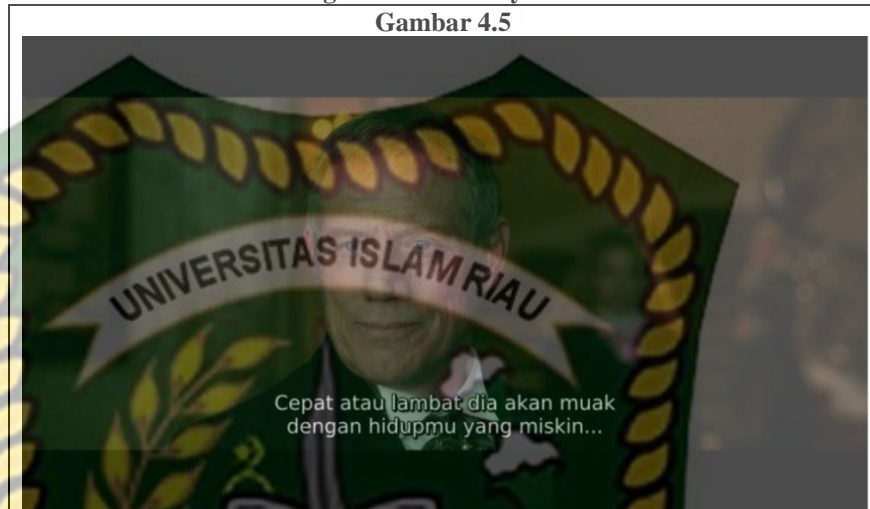 Gambar 4.5
UNIVERSITAS ISLAM RIAU
Cepat atau lambat dia akan muak
dengan hidupmu yang miskin...